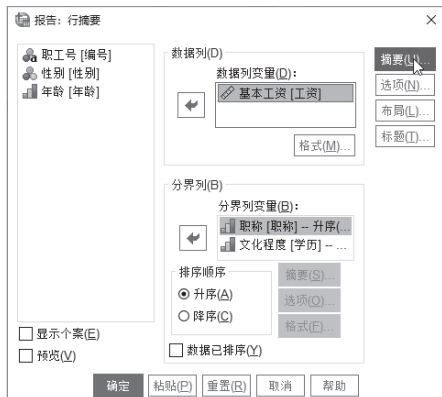 报告：行摘要
职工号 [编号]
性别 [性别]
年龄 [年龄]
显示个案(E)
预览(V)
数据列(D)
数据列变量(D)：
基本工资 [工资]
格式(M)...
分界列(B)
分界列变量(B)：
职称 [职称] -- 升序(...
文化程度 [学历] -- ...
排序顺序
升序(A)
降序(C)
摘要(S)...
选项(O)...
格式(F)...
数据已排序(Y)
摘要(U)...
选项(N)...
布局(L)...
标题(T)...
确定
粘贴(P)
重置(R)
取消
帮助